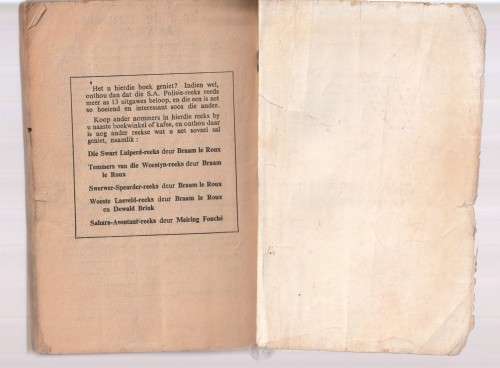 Het u hierdie boek geniet? Indien wel,
onthou dan dat die S.A. Polisie-reeks reeds
meer as 13 uitgawes beloop, en die een is net
so boeiend en interessant soos die ander.
Koop ander nommers in hierdie reeks by
u naaste boekwinkel of kafee, en onthou daar
is nog ander reekse wat u net soveel sal
geniet, naamlik :
Die Swart Luiperd-reeks deur Braam le Roux
Temmers van die Woestyn-reeks deur Braam
le Roux
Swerwer-Speurder-reeks deur Braam le Roux
Woeste Laeveld-reeks deur Braam le Roux
en Dewald Brink
Sahara-Avontuur-reeks deur Meiring Fouché